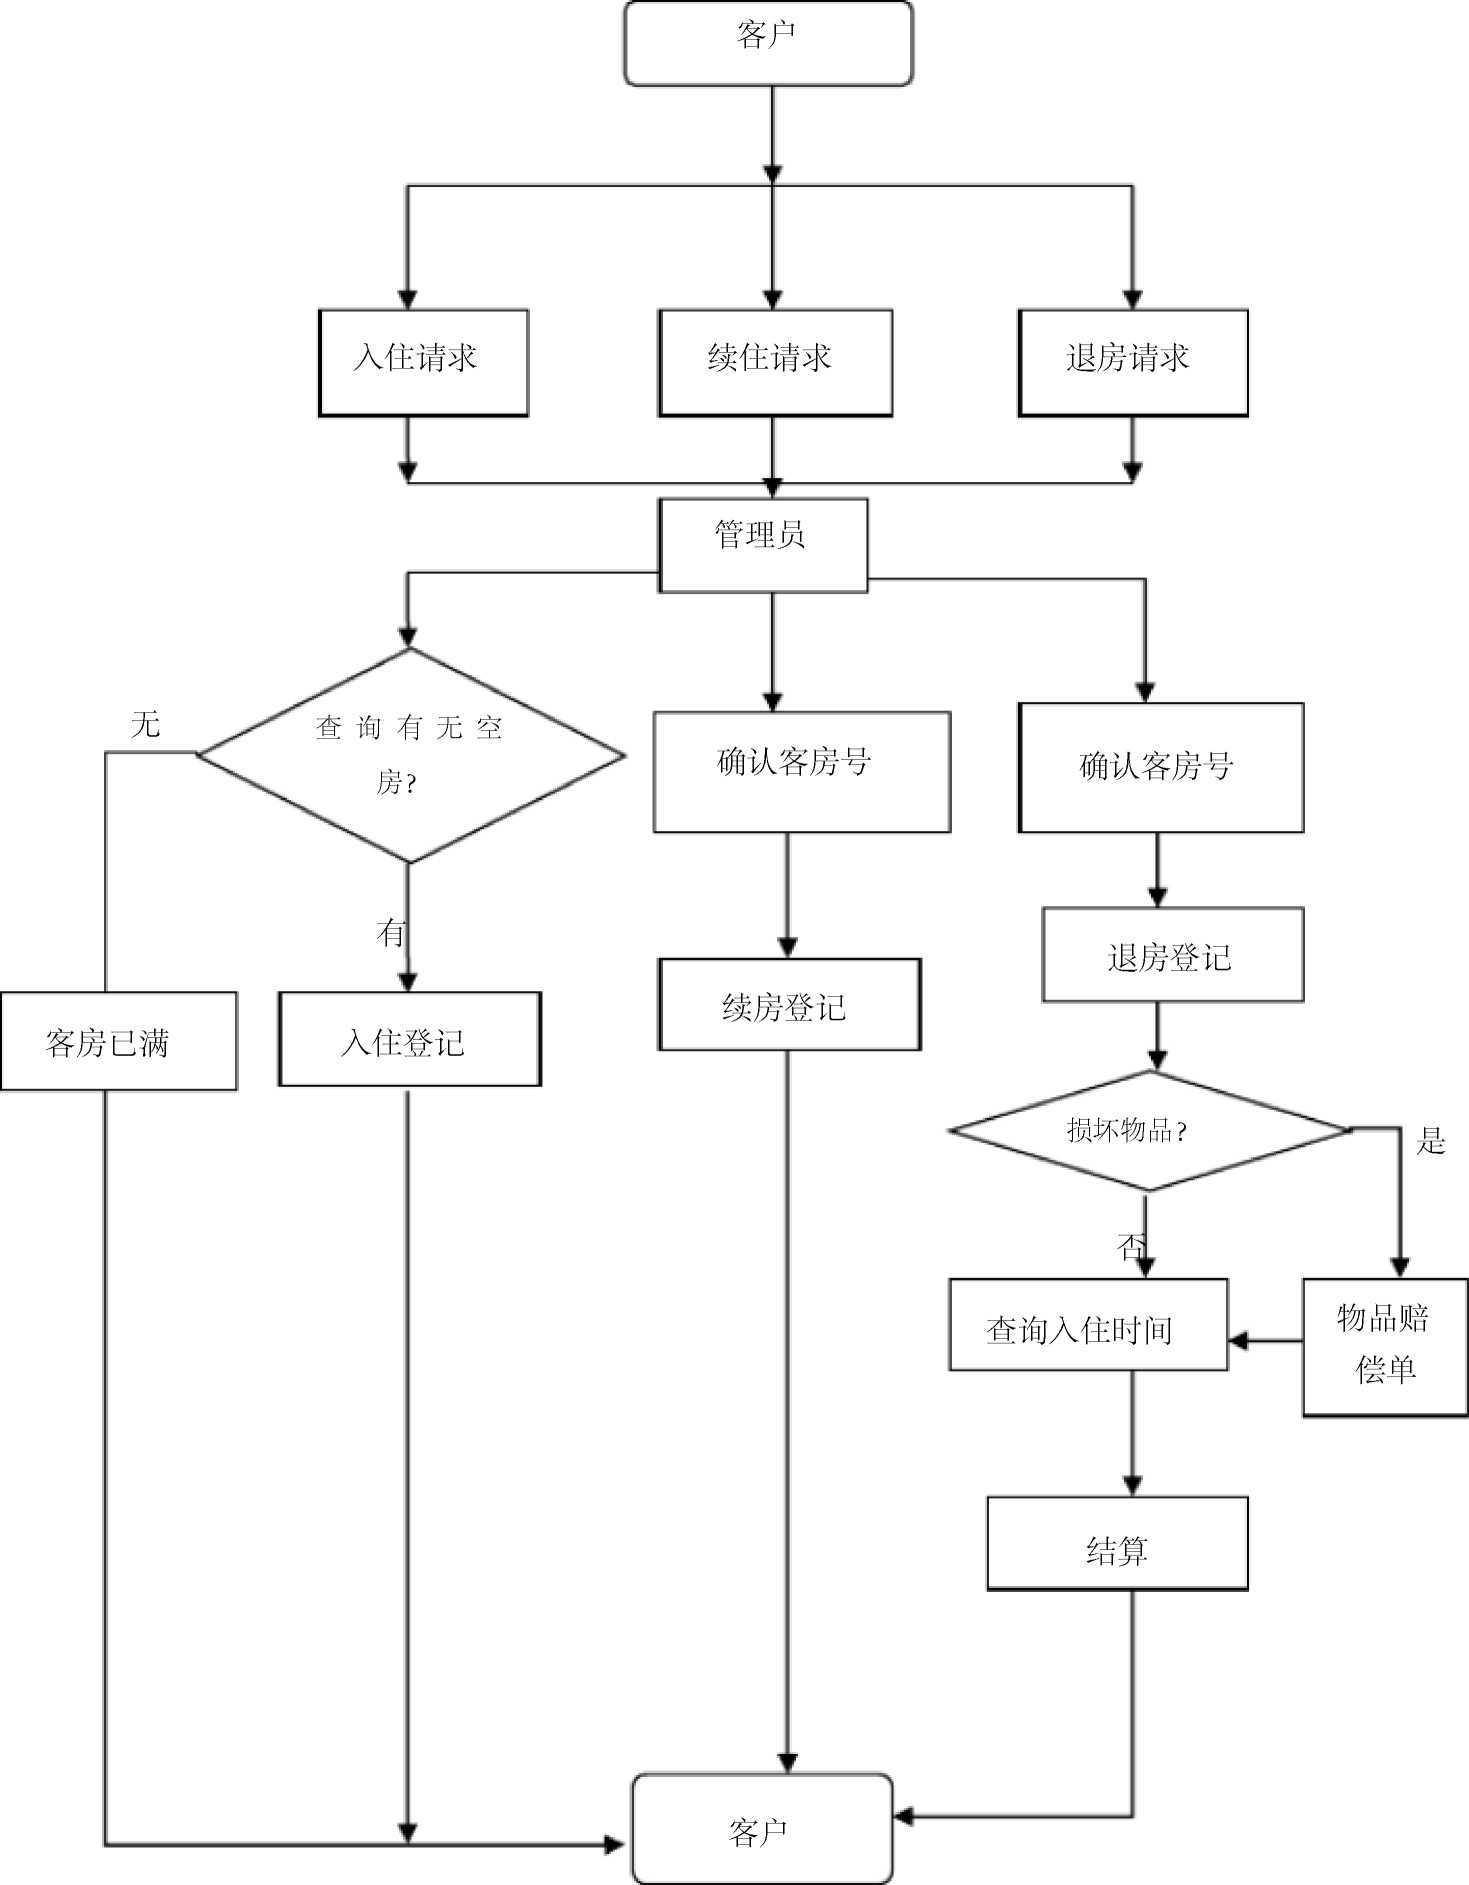 客户
入住请求
续住请求
退房请求
管理员
无
查询有无空
房?
确认客房号
确认客房号
有
退房登记
客房已满
入住登记
续房登记
损坏物品?
是
否
查询入住时间
物品赔
偿单
结算
客户